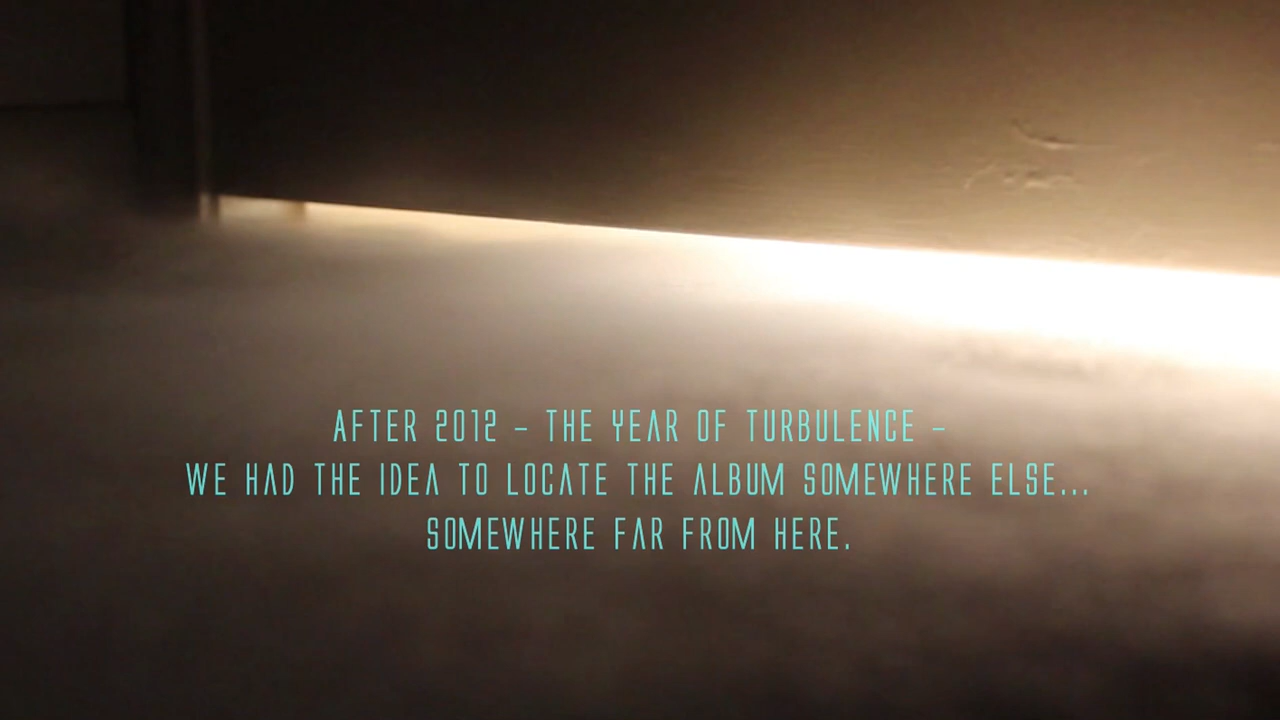 AFTER 2012 – THE YEAR OF TURBULENCE –
WE HAD THE IDEA TO LOCATE THE ALBUM SOMEWHERE ELSE...
SOMEWHERE FAR FROM HERE.